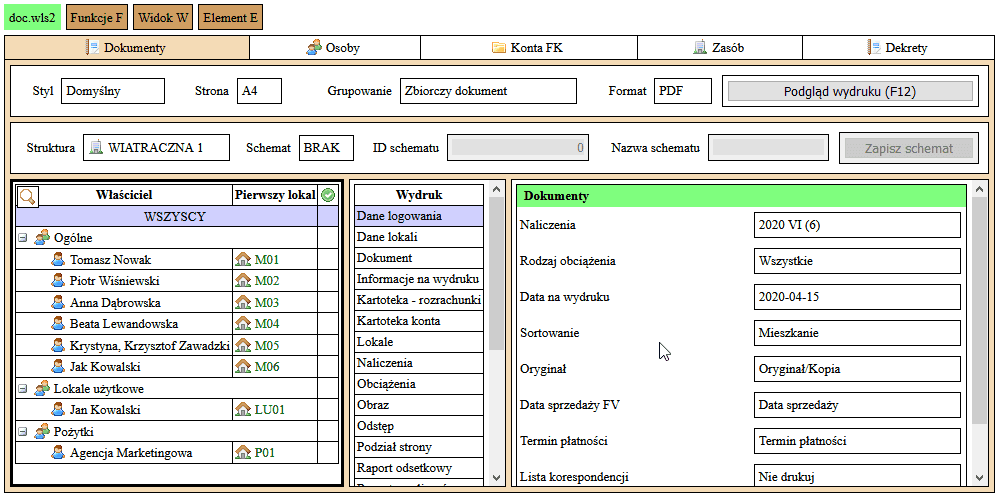 doc.wls2 Funkcje F Widok W Element E
Dokumenty Osoby Konta FK Zasób Dekrety
Styl Domyślny Strona A4 Grupowanie Zbiorczy dokument Format PDF Podgląd wydruku (F12)
Struktura WIATRACZNA 1 Schemat BRAK ID schematu 0 Nazwa schematu Zapisz schemat
Właściciel Pierwszy lokal
WSZYSCY
Ogólne
Tomasz Nowak M01
Piotr Wiśniewski M02
Anna Dąbrowska M03
Beata Lewandowska M04
Krystyna, Krzysztof Zawadzki M05
Jak Kowalski M06
Lokale użytkowe
Jan Kowalski LU01
Pożytki
Agencja Marketingowa P01
Wydruk
Dane logowania
Dane lokali
Dokument
Informacje na wydruku
Kartoteka - rozrachunki
Kartoteka konta
Lokale
Naliczenia
Obciążenia
Obraz
Odstęp
Podział strony
Raport odsetkowy
Dokumenty
Naliczenia 2020 VI (6)
Rodzaj obciążenia Wszystkie
Data na wydruku 2020-04-15
Sortowanie Mieszkanie
Oryginał Oryginał/Kopia
Data sprzedaży FV Data sprzedaży
Termin płatności Termin płatności
Lista korespondencji Nie drukuj